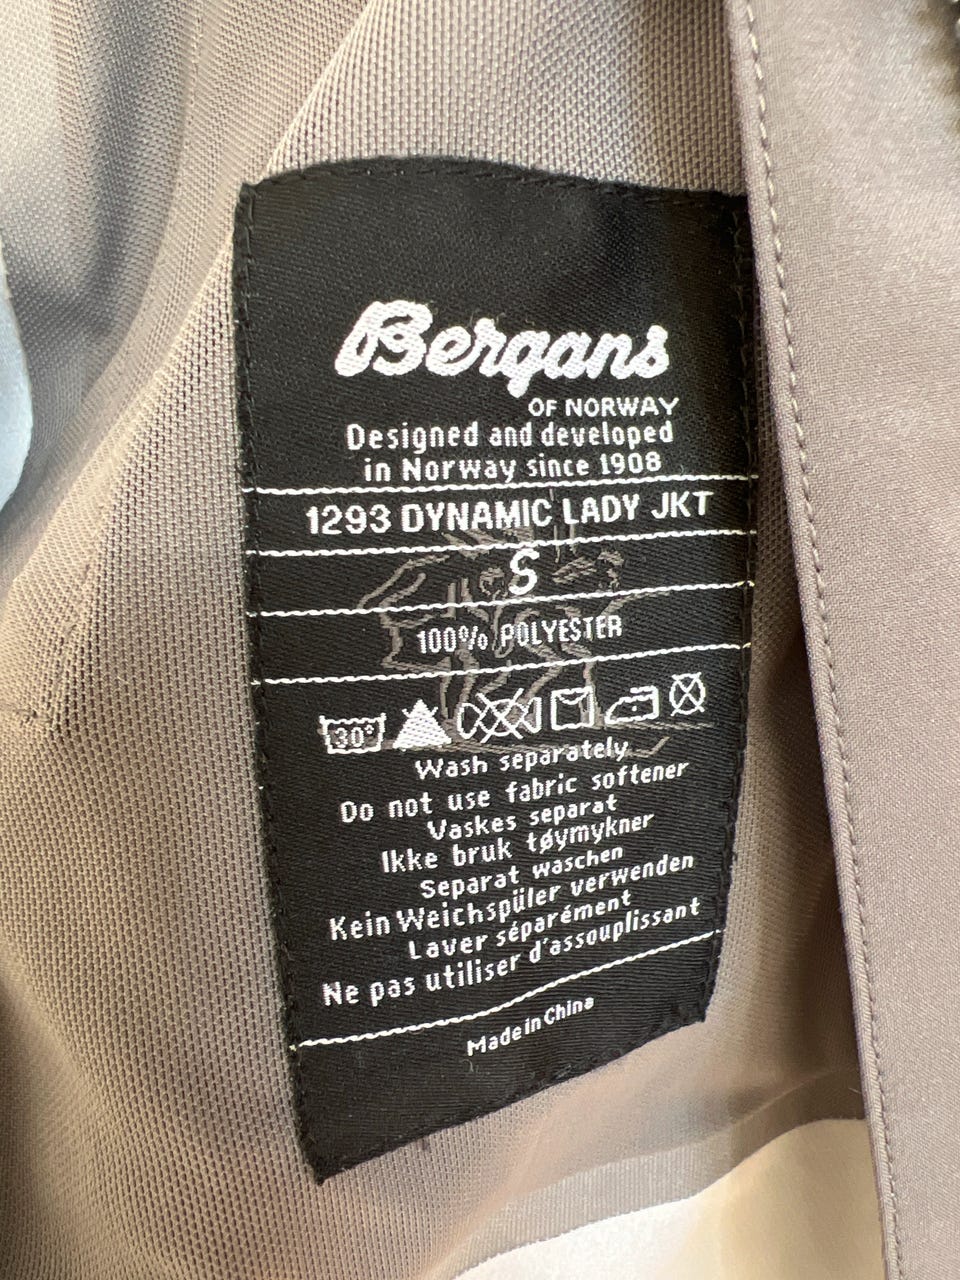 Bergans
OF NORWAY
Designed and developed
in Norway since 1908
1293 DYNAMIC LADY JKT
S
100% POLYESTER
30°
Wash separately
Do not use fabric softener
Vaskes separat
Ikke bruk tøymykner
Separat waschen
Kein Weichspüler verwenden
Laver séparément
Ne pas utiliser d'assouplissant
Made in China